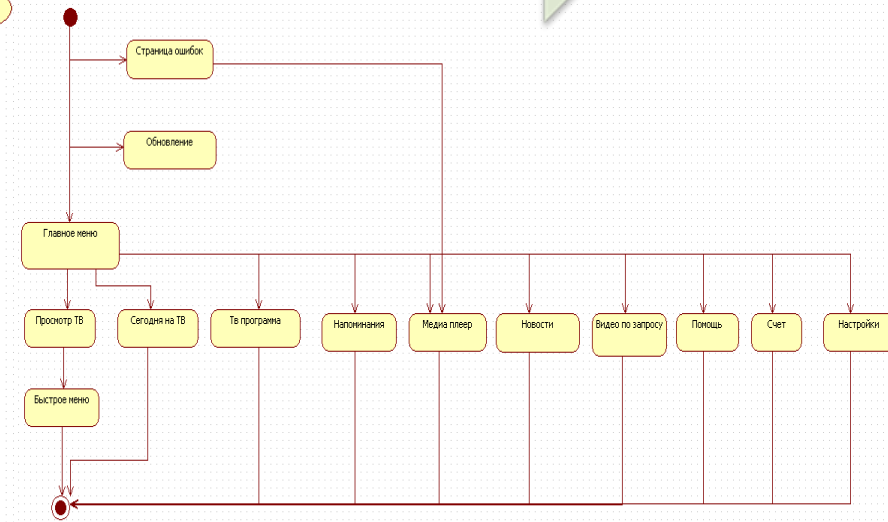 Страница ошибок
Обновление
Главное меню
Просмотр ТВ
Сегодня на ТВ
Тв программа
Напоминания
Медиа плеер
Новости
Видео по запросу
Помощь
Счет
Настройки
Быстрое меню